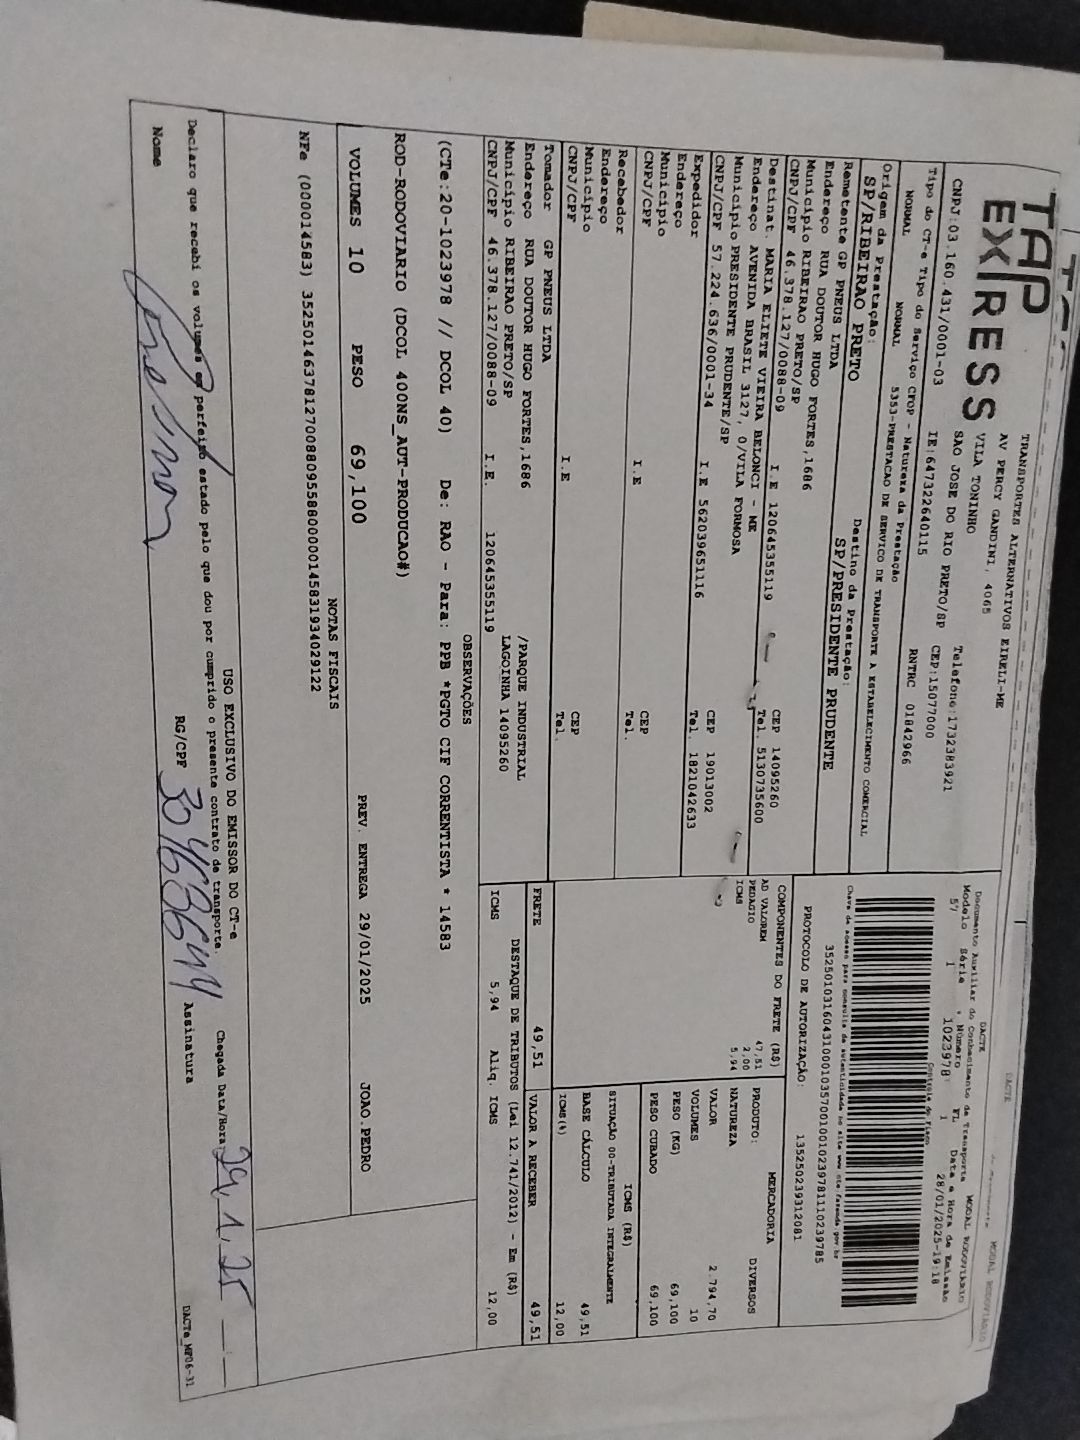 TAP
EXPRESS
TRANSPORTES ALTERNATIVOS EIRELI-ME
AV PERCY GANDINI, 4065
VILA TONINHO
SAO JOSE DO RIO PRETO/SP
Telefone:1732383921
CNPJ:03.160.431/0001-03
IE:647322640115
CEP:15077000
Tipo do CT-e Tipo do Serviço CFOP - Natureza da Prestação
RNTRC 01842966
NORMAL NORMAL 5353-PRESTACAO DE SERVICO DE TRANSPORTE A ESTABELECIMENTO COMERCIAL
Origem da Prestação:
Destino da Prestação:
SP/RIBEIRAO PRETO
SP/PRESIDENTE PRUDENTE
Remetente GP PNEUS LTDA
Endereço RUA DOUTOR HUGO FORTES,1686
Municipio RIBEIRAO PRETO/SP
CEP 14095260
CNPJ/CPF 46.378.127/0088-09 I.E 120645355119
Tel. 5130735600
Destinat. MARIA ELIETE VIEIRA BELONCI - ME
Endereço AVENIDA BRASIL 3127, 0/VILA FORMOSA
Municipio PRESIDENTE PRUDENTE/SP
CEP 19013002
CNPJ/CPF 57.224.636/0001-34 I.E 562039651116
Tel. 1821042633
Expedidor
Endereço
Municipio
CEP
CNPJ/CPF I.E
Tel.
Recebedor
Endereço
Municipio
CEP
CNPJ/CPF I.E
Tel.
Tomador GP PNEUS LTDA
Endereço RUA DOUTOR HUGO FORTES,1686
/PARQUE INDUSTRIAL
Municipio RIBEIRAO PRETO/SP
LAGOINHA 14095260
CNPJ/CPF 46.378.127/0088-09 I.E. 120645355119
DACTE MODAL RODOVIARIO
Documento Auxiliar do Conhecimento de Transporte
Modelo Série Número FL Data e Hora de Emissão
57 1 1023978 1 28/01/2025-19:18
Controle do Fisco
Chave de acesso para consulta de autenticidade no site www.cte.fazenda.gov.br
35250103160431000103570010010239781110239785
PROTOCOLO DE AUTORIZAÇÃO: 135250239312081
COMPONENTES DO FRETE (R$)
AD VALOREM 47,51
PEDAGIO 2,00
ICMS 5,94
MERCADORIA
PRODUTO: DIVERSOS
NATUREZA
VALOR 2.794,70
VOLUMES 10
PESO (KG) 69,100
PESO CUBADO 69,100
ICMS (R$)
SITUAÇÃO 00-TRIBUTADA INTEGRALMENTE
BASE CÁLCULO 49,51
ICMS(%) 12,00
FRETE 49,51 VALOR A RECEBER 49,51
DESTAQUE DE TRIBUTOS (Lei 12.741/2012) - Em (R$)
ICMS 5,94 Aliq. ICMS 12,00
OBSERVAÇÕES
(CTe:20-1023978 // DCOL 40) De: RAO - Para: PPB *PGTO CIF CORRENTISTA * 14583
ROD-RODOVIARIO (DCOL 400NS_AUT-PRODUCAO#)
VOLUMES 10 PESO 69,100 PREV. ENTREGA 29/01/2025 JOAO.PEDRO
NOTAS FISCAIS
NFe (000014583) 35250146378127008809558800000145831934029122
USO EXCLUSIVO DO EMISSOR DO CT-e
Declaro que recebi os volumes em perfeito estado pelo que dou por cumprido o presente contrato de transporte.
Chegada Data/Hora 29, 1, 25
Nome
RG/CPF
Assinatura
DACTe_MP06-31